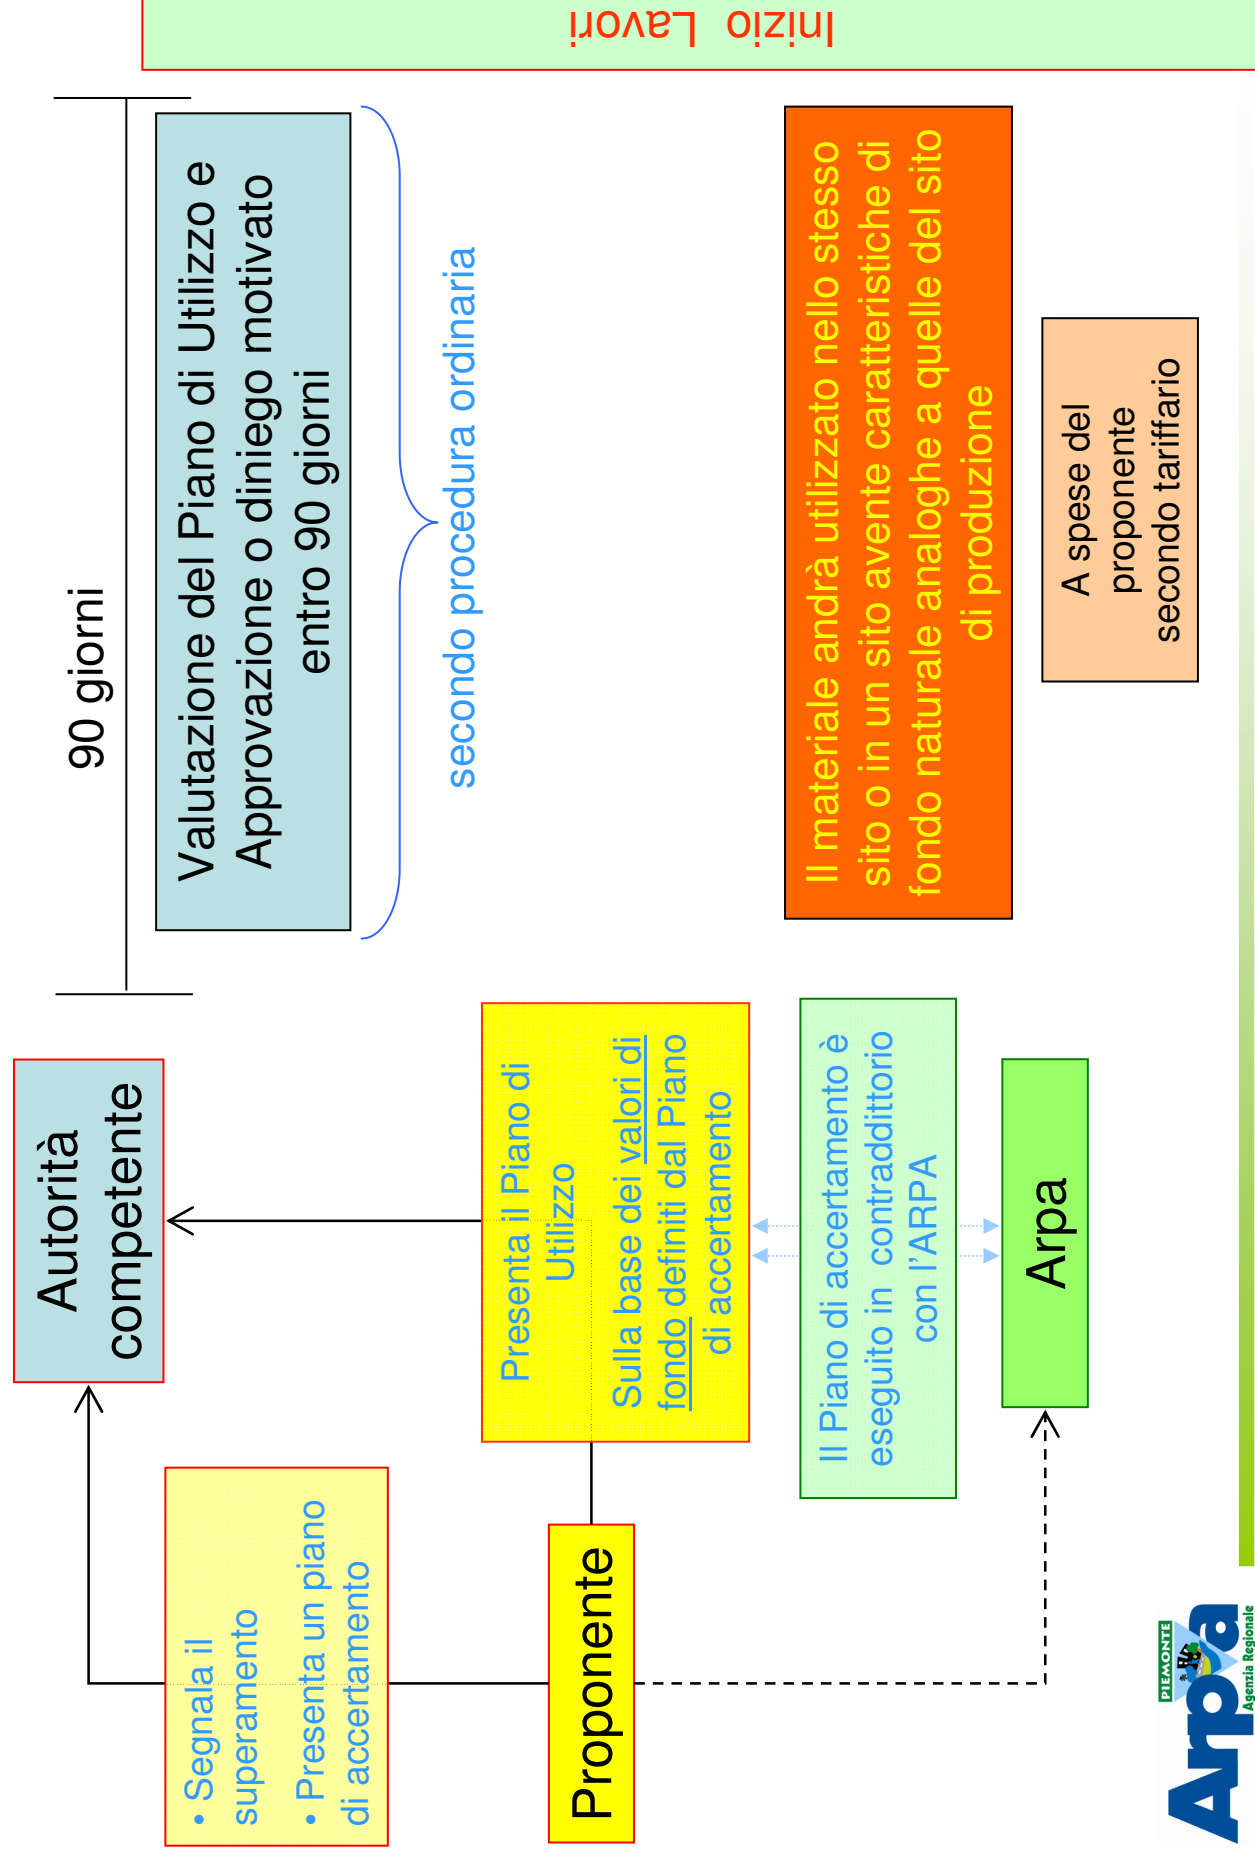 Autorità
competente
90 giorni
Valutazione del Piano di Utilizzo e
Approvazione o diniego motivato
entro 90 giorni
secondo procedura ordinaria
Inizio Lavori
• Segnala il
superamento
• Presenta un piano
di accertamento
Presenta il Piano di
Utilizzo
Sulla base dei valori di
fondo definiti dal Piano
di accertamento
Proponente
Il Piano di accertamento è
eseguito in contraddittorio
con l'ARPA
Il materiale andrà utilizzato nello stesso
sito o in un sito avente caratteristiche di
fondo naturale analoghe a quelle del sito
di produzione
Arpa
A spese del
proponente
secondo tariffario
PIEMONTE
Arpa
Agenzia Regionale